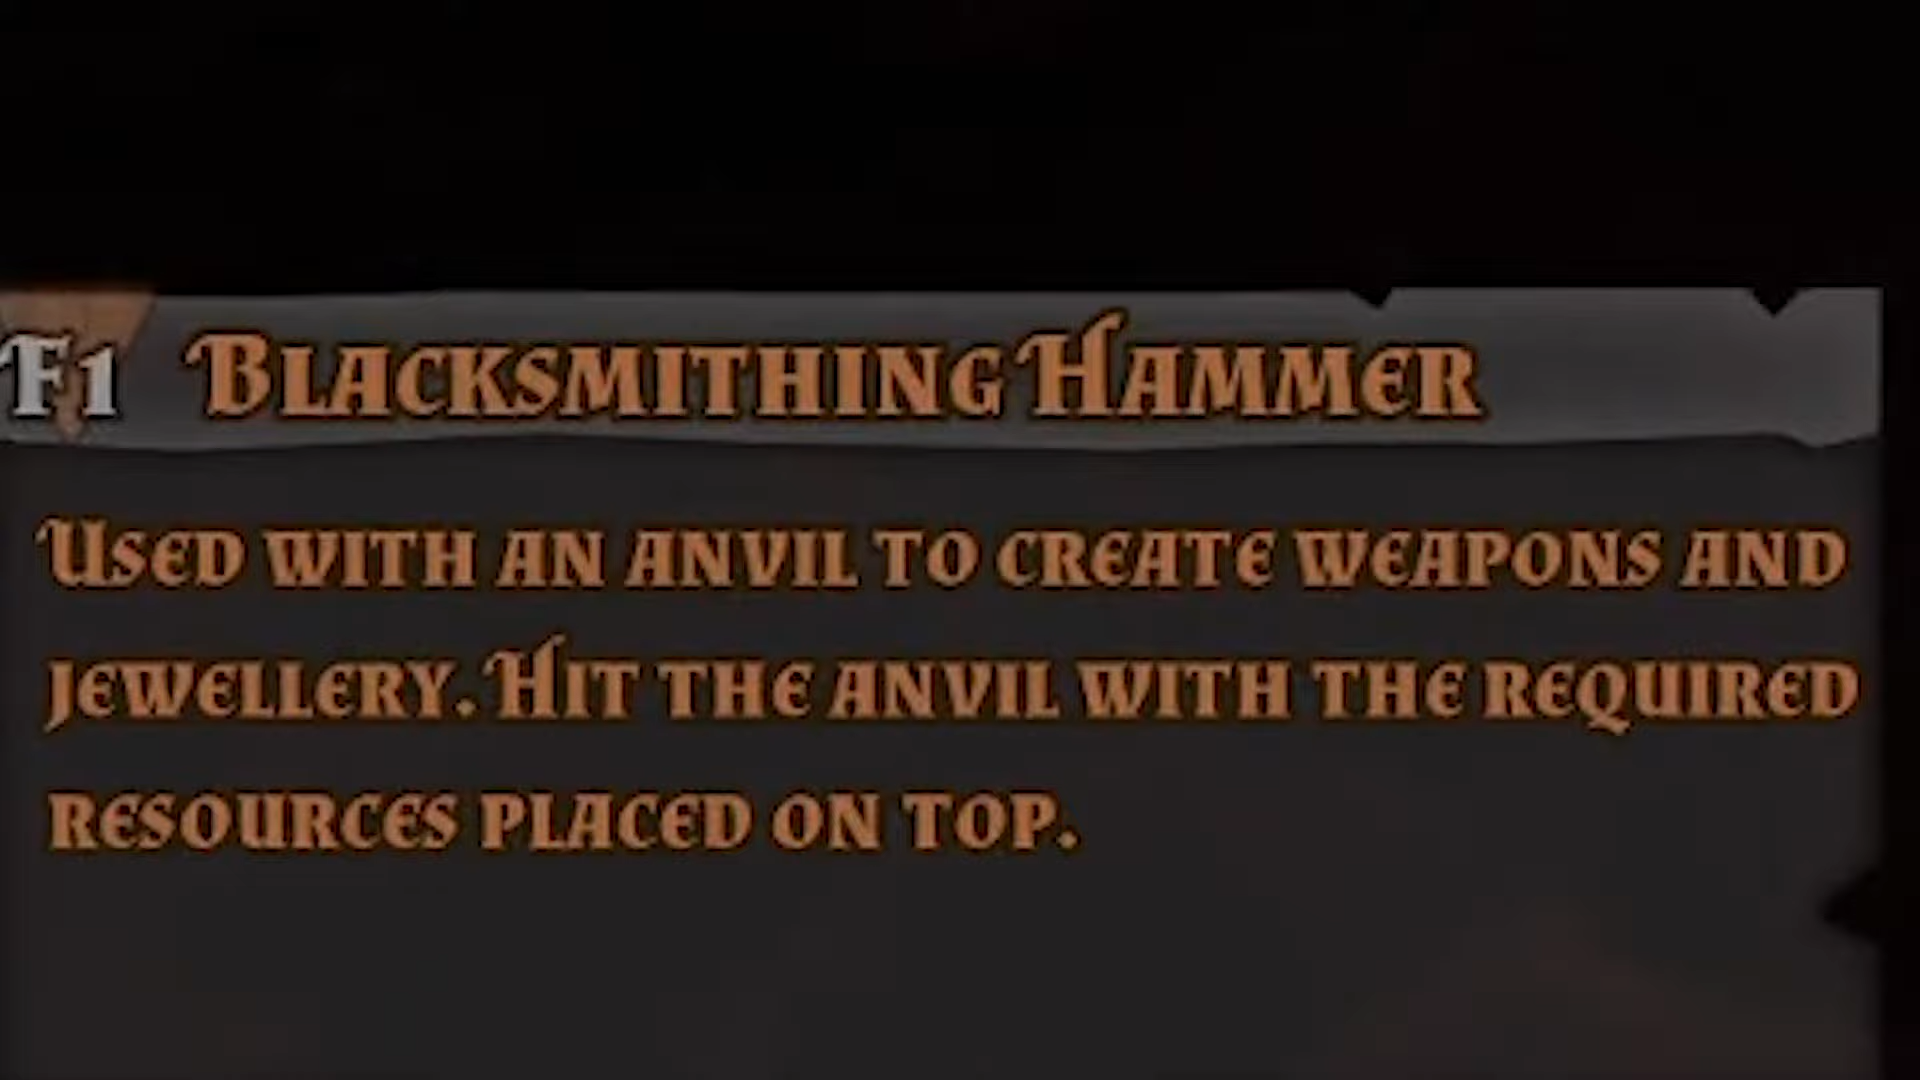 F1 Blacksmithing Hammer
Used with an anvil to create weapons and
jewellery. Hit the anvil with the required
resources placed on top.